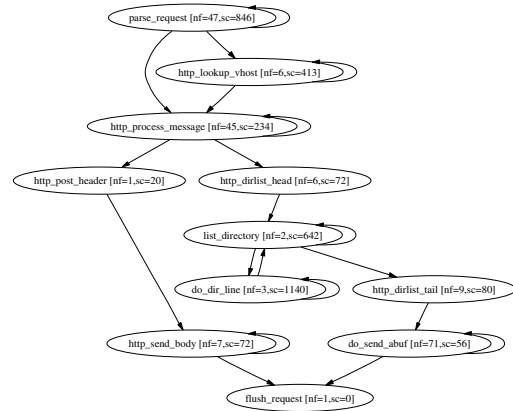 parse_request [nf=47,sc=846]
http_lookup_vhost [nf=6,sc=413]
http_process_message [nf=45,sc=234]
http_post_header [nf=1,sc=20]
http_dirlist_head [nf=6,sc=72]
list_directory [nf=2,sc=642]
do_dir_line [nf=3,sc=1140]
http_dirlist_tail [nf=9,sc=80]
http_send_body [nf=7,sc=72]
do_send_abuf [nf=71,sc=56]
flush_request [nf=1,sc=0]